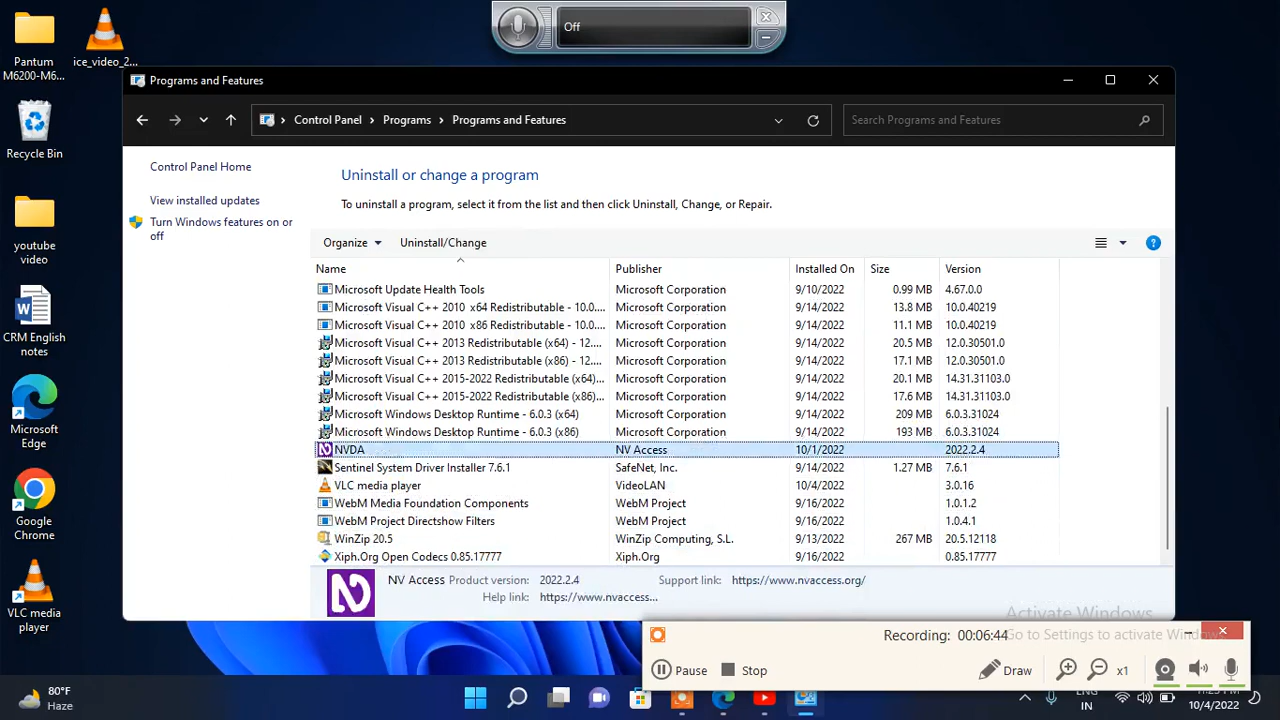 Off
Pantum
M6200-M6...
ice_video_2...
Recycle Bin
youtube
video
CRM English
notes
Microsoft
Edge
Google
Chrome
VLC media
player
Programs and Features
Control Panel > Programs > Programs and Features
Search Programs and Features
Control Panel Home
View installed updates
Turn Windows features on or
off
Uninstall or change a program
To uninstall a program, select it from the list and then click Uninstall, Change, or Repair.
Organize Uninstall/Change
Name Publisher Installed On Size Version
Microsoft Update Health Tools Microsoft Corporation 9/10/2022 0.99 MB 4.67.0.0
Microsoft Visual C++ 2010 x64 Redistributable - 10.0.... Microsoft Corporation 9/14/2022 13.8 MB 10.0.40219
Microsoft Visual C++ 2010 x86 Redistributable - 10.0.... Microsoft Corporation 9/14/2022 11.1 MB 10.0.40219
Microsoft Visual C++ 2013 Redistributable (x64) - 12.... Microsoft Corporation 9/14/2022 20.5 MB 12.0.30501.0
Microsoft Visual C++ 2013 Redistributable (x86) - 12.... Microsoft Corporation 9/14/2022 17.1 MB 12.0.30501.0
Microsoft Visual C++ 2015-2022 Redistributable (x64)... Microsoft Corporation 9/14/2022 20.1 MB 14.31.31103.0
Microsoft Visual C++ 2015-2022 Redistributable (x86)... Microsoft Corporation 9/14/2022 17.6 MB 14.31.31103.0
Microsoft Windows Desktop Runtime - 6.0.3 (x64) Microsoft Corporation 9/14/2022 209 MB 6.0.3.31024
Microsoft Windows Desktop Runtime - 6.0.3 (x86) Microsoft Corporation 9/14/2022 193 MB 6.0.3.31024
NVDA NV Access 10/1/2022 2022.2.4
Sentinel System Driver Installer 7.6.1 SafeNet, Inc. 9/14/2022 1.27 MB 7.6.1
VLC media player VideoLAN 10/4/2022 3.0.16
WebM Media Foundation Components WebM Project 9/16/2022 1.0.1.2
WebM Project Directshow Filters WebM Project 9/16/2022 1.0.4.1
WinZip 20.5 WinZip Computing, S.L. 9/13/2022 267 MB 20.5.12118
Xiph.Org Open Codecs 0.85.17777 Xiph.Org 9/16/2022 0.85.17777
NV Access Product version: 2022.2.4 Support link: https://www.nvaccess.org/
Help link: https://www.nvaccess...
Activate Windows
Go to Settings to activate Windows.
Recording: 00:06:44
Pause Stop Draw x1
80°F
Haze
ENG
IN
10/4/2022